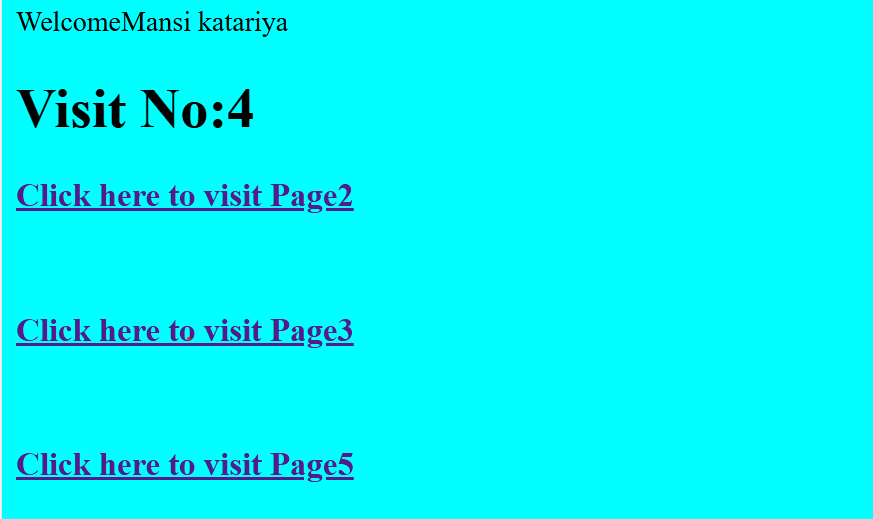 WelcomeMansi katariya
Visit No:4
Click here to visit Page2
Click here to visit Page3
Click here to visit Page5